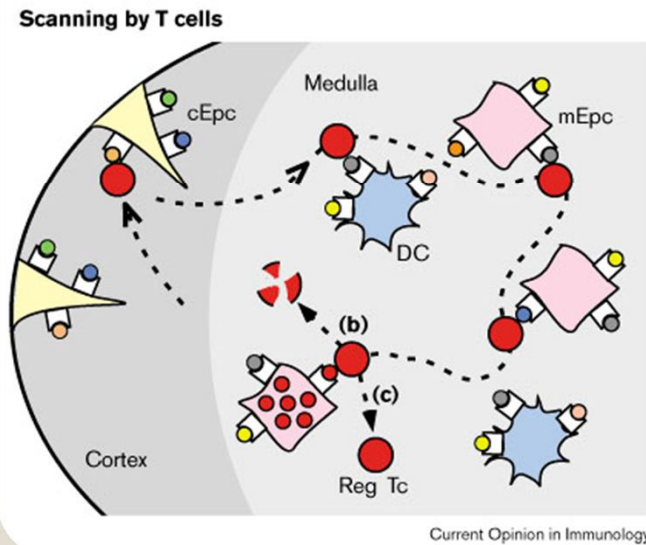 Scanning by T cells
Medulla
cEpc
mEpc
DC
(b)
(c)
Cortex
Reg Tc
Current Opinion in Immunology